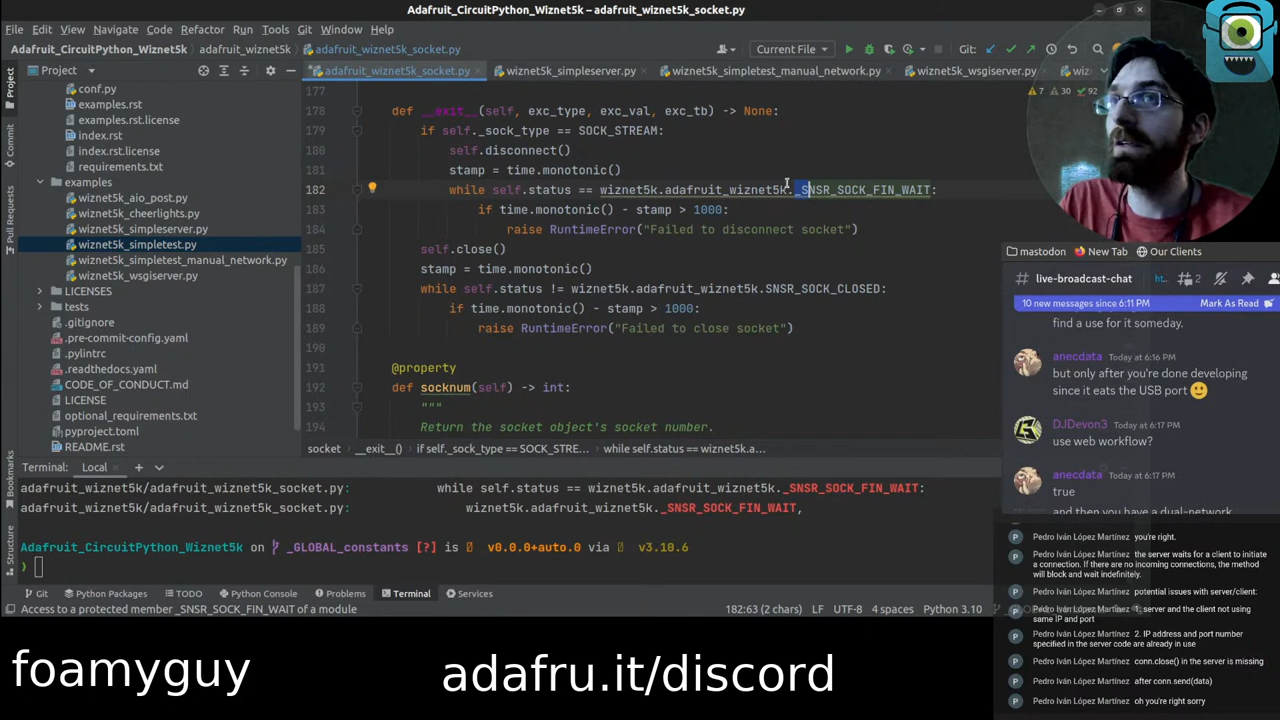 Adafruit_CircuitPython_Wiznet5k – adafruit_wiznet5k_socket.py
File Edit View Navigate Code Refactor Run Tools Git Window Help
Adafruit_CircuitPython_Wiznet5k adafruit_wiznet5k adafruit_wiznet5k_socket.py Current File Git:
Project
adafruit_wiznet5k_socket.py wiznet5k_simpleserver.py wiznet5k_simpletest_manual_network.py wiznet5k_wsgiserver.py wiz
7 30 92
Project
Commit
Pull Requests
Bookmarks
Structure
conf.py
examples.rst
examples.rst.license
index.rst
index.rst.license
requirements.txt
examples
wiznet5k_aio_post.py
wiznet5k_cheerlights.py
wiznet5k_simpleserver.py
wiznet5k_simpletest.py
wiznet5k_simpletest_manual_network.py
wiznet5k_wsgiserver.py
LICENSES
tests
.gitignore
.pre-commit-config.yaml
.pylintrc
.readthedocs.yaml
CODE_OF_CONDUCT.md
LICENSE
optional_requirements.txt
pyproject.toml
README.rst
177
178 def __exit__(self, exc_type, exc_val, exc_tb) -> None:
179 if self._sock_type == SOCK_STREAM:
180 self.disconnect()
181 stamp = time.monotonic()
182 while self.status == wiznet5k.adafruit_wiznet5k._SNSR_SOCK_FIN_WAIT:
183 if time.monotonic() - stamp > 1000:
184 raise RuntimeError("Failed to disconnect socket")
185 self.close()
186 stamp = time.monotonic()
187 while self.status != wiznet5k.adafruit_wiznet5k.SNSR_SOCK_CLOSED:
188 if time.monotonic() - stamp > 1000:
189 raise RuntimeError("Failed to close socket")
190
191 @property
192 def socknum(self) -> int:
193 """
194 Return the socket object's socket number.
socket __exit__() if self._sock_type == SOCK_STRE… while self.status == wiznet5k.a…
Terminal: Local
adafruit_wiznet5k/adafruit_wiznet5k_socket.py: while self.status == wiznet5k.adafruit_wiznet5k._SNSR_SOCK_FIN_WAIT:
adafruit_wiznet5k/adafruit_wiznet5k_socket.py: wiznet5k.adafruit_wiznet5k._SNSR_SOCK_FIN_WAIT,
Adafruit_CircuitPython_Wiznet5k on _GLOBAL_constants [?] is v0.0.0+auto.0 via v3.10.6
Git Python Packages TODO Python Console Problems Terminal Services
Access to a protected member _SNSR_SOCK_FIN_WAIT of a module 182:63 (2 chars) LF UTF-8 4 spaces Python 3.10
mastodon New Tab Our Clients
# live-broadcast-chat ht... 2
10 new messages since 6:11 PM Mark As Read
find a use for it someday.
anecdata Today at 6:16 PM
but only after you're done developing
since it eats the USB port
DJDevon3 Today at 6:17 PM
use web workflow?
anecdata Today at 6:17 PM
true
and then you have a dual-network
Pedro Iván López Martínez you're right.
Pedro Iván López Martínez the server waits for a client to initiate
a connection. If there are no incoming connections, the method
will block and wait indefinitely.
Pedro Iván López Martínez potential issues with server/client:
Pedro Iván López Martínez 1; server and the client not using
same IP and port
Pedro Iván López Martínez 2. IP address and port number
specified in the server code are already in use
Pedro Iván López Martínez conn.close() in the server is missing
Pedro Iván López Martínez after conn.send(data)
Pedro Iván López Martínez oh you're right sorry
foamyguy adafru.it/discord